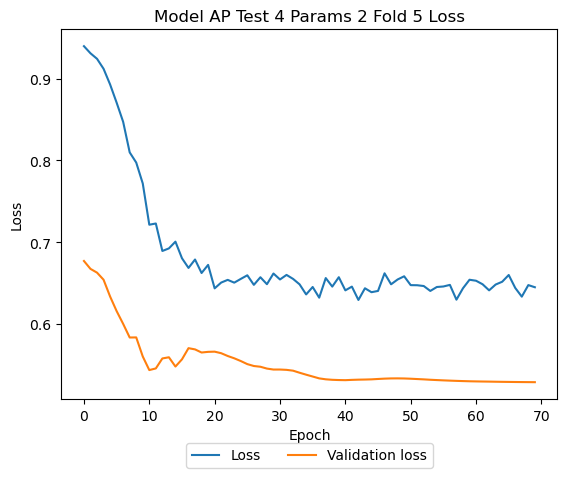 Model AP Test 4 Params 2 Fold 5 Loss
0.9
0.8
0.7
0.6
Loss
0 10 20 30 40 50 60 70
Epoch
Loss Validation loss